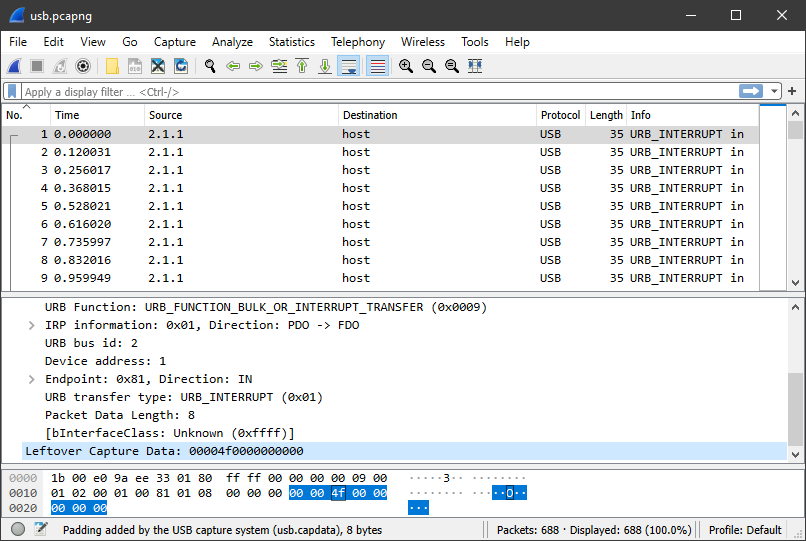 usb.pcapng
File Edit View Go Capture Analyze Statistics Telephony Wireless Tools Help
Apply a display filter ... <Ctrl-/>
No. Time Source Destination Protocol Length Info
1 0.000000 2.1.1 host USB 35 URB_INTERRUPT in
2 0.120031 2.1.1 host USB 35 URB_INTERRUPT in
3 0.256017 2.1.1 host USB 35 URB_INTERRUPT in
4 0.368015 2.1.1 host USB 35 URB_INTERRUPT in
5 0.528021 2.1.1 host USB 35 URB_INTERRUPT in
6 0.616020 2.1.1 host USB 35 URB_INTERRUPT in
7 0.735997 2.1.1 host USB 35 URB_INTERRUPT in
8 0.832016 2.1.1 host USB 35 URB_INTERRUPT in
9 0.959949 2.1.1 host USB 35 URB_INTERRUPT in
URB Function: URB_FUNCTION_BULK_OR_INTERRUPT_TRANSFER (0x0009)
IRP information: 0x01, Direction: PDO -> FDO
URB bus id: 2
Device address: 1
Endpoint: 0x81, Direction: IN
URB transfer type: URB_INTERRUPT (0x01)
Packet Data Length: 8
[bInterfaceClass: Unknown (0xffff)]
Leftover Capture Data: 00004f0000000000
0000 1b 00 e0 9a ee 33 01 80 ff ff 00 00 00 00 09 00 ·····3·· ········
0010 01 02 00 01 00 81 01 08 00 00 00 00 00 4f 00 00 ········ ·····O··
0020 00 00 00 ···
Padding added by the USB capture system (usb.capdata), 8 bytes Packets: 688 · Displayed: 688 (100.0%) Profile: Default